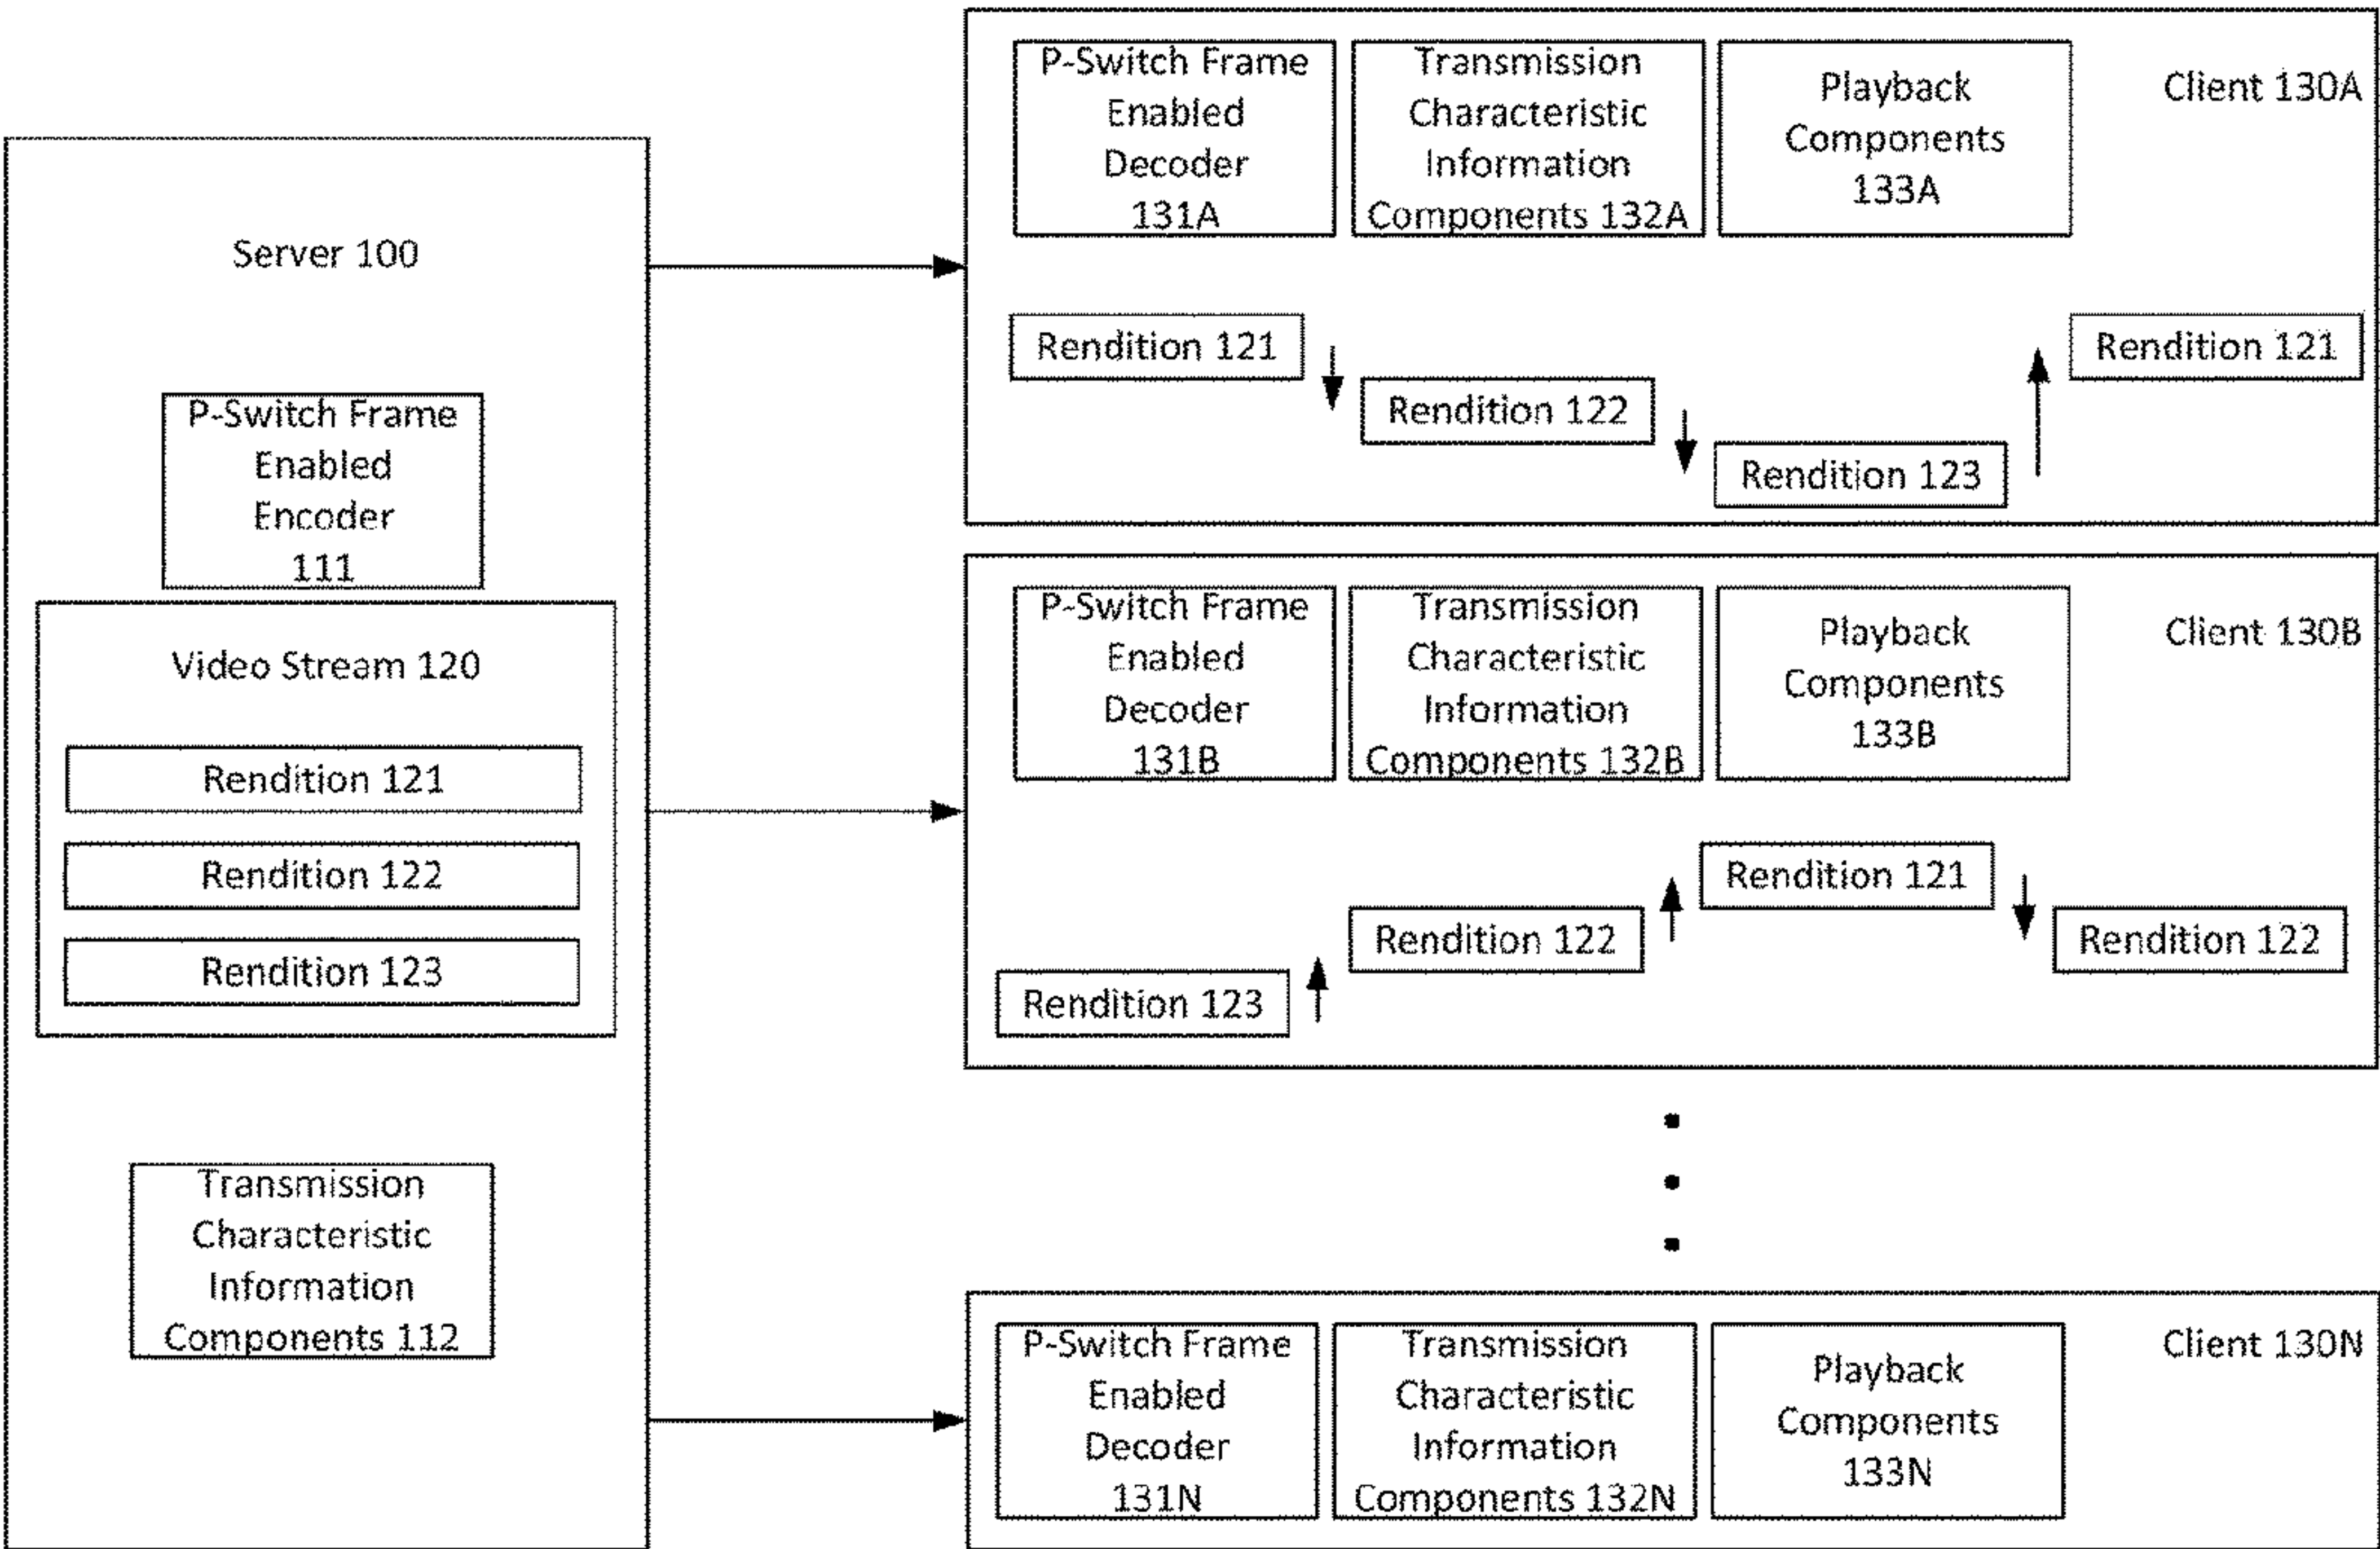 Server 100
P-Switch Frame
Enabled
Encoder
111
Video Stream 120
Rendition 121
Rendition 122
Rendition 123
Transmission
Characteristic
Information
Components 112
P-Switch Frame
Enabled
Decoder
131A
Transmission
Characteristic
Information
Components 132A
Playback
Components
133A
Client 130A
Rendition 121
Rendition 122
Rendition 123
Rendition 121
P-Switch Frame
Enabled
Decoder
131B
Transmission
Characteristic
Information
Components 132B
Playback
Components
133B
Client 130B
Rendition 123
Rendition 122
Rendition 121
Rendition 122
P-Switch Frame
Enabled
Decoder
131N
Transmission
Characteristic
Information
Components 132N
Playback
Components
133N
Client 130N